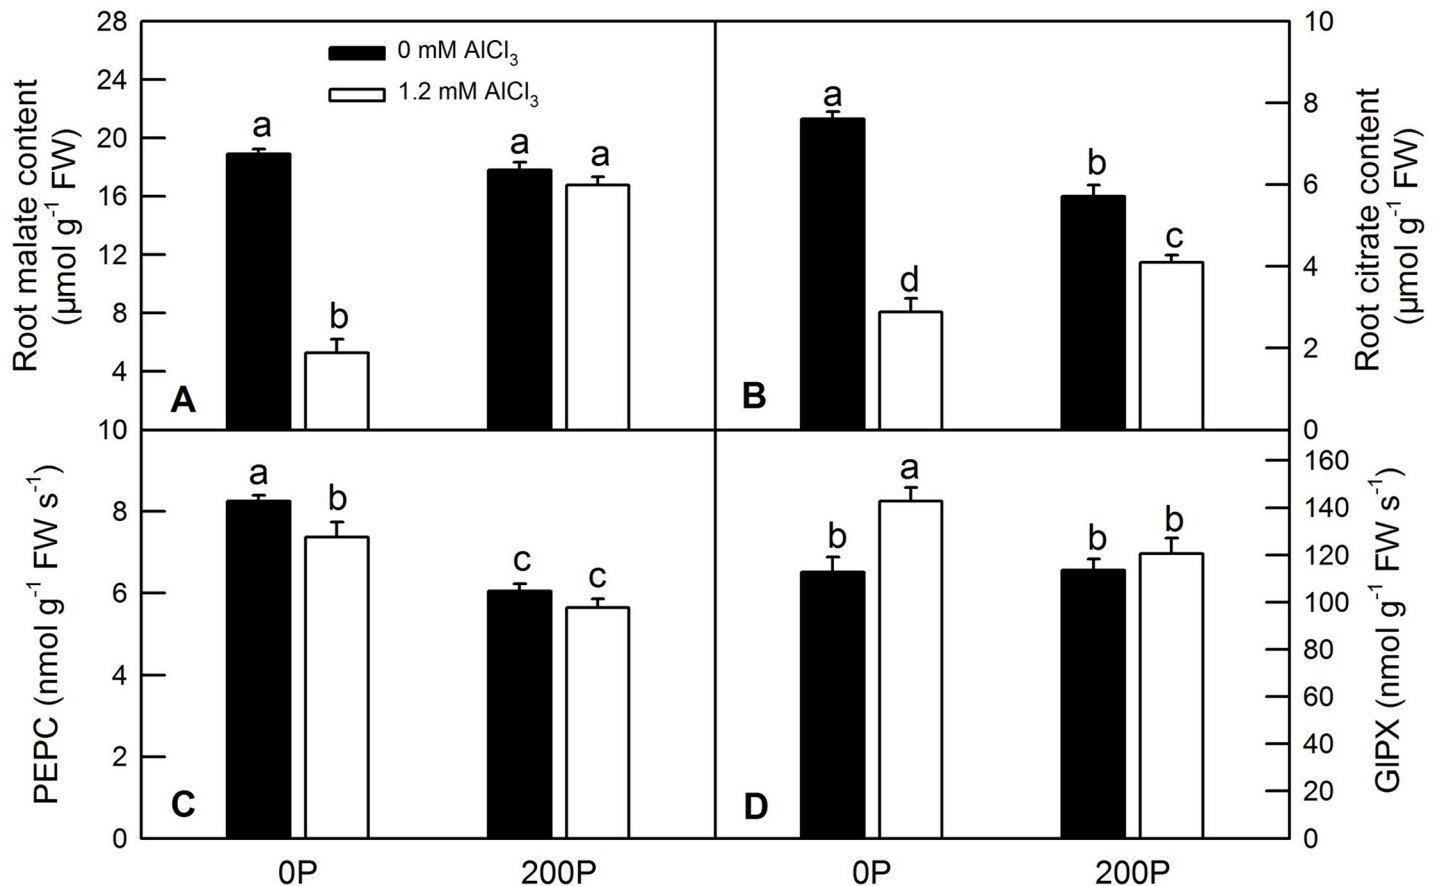 28
24
20
16
12
8
4
10
Root malate content
(µmol g⁻¹ FW)
0 mM AlCl₃
1.2 mM AlCl₃
a
b
a
a
A
a
d
b
c
B
10
8
6
4
2
0
Root citrate content
(µmol g⁻¹ FW)
8
6
4
2
0
PEPC (nmol g⁻¹ FW s⁻¹)
a
b
c
c
C
b
a
b
b
D
160
140
120
100
80
60
40
20
0
GIPX (nmol g⁻¹ FW s⁻¹)
0P
200P
0P
200P